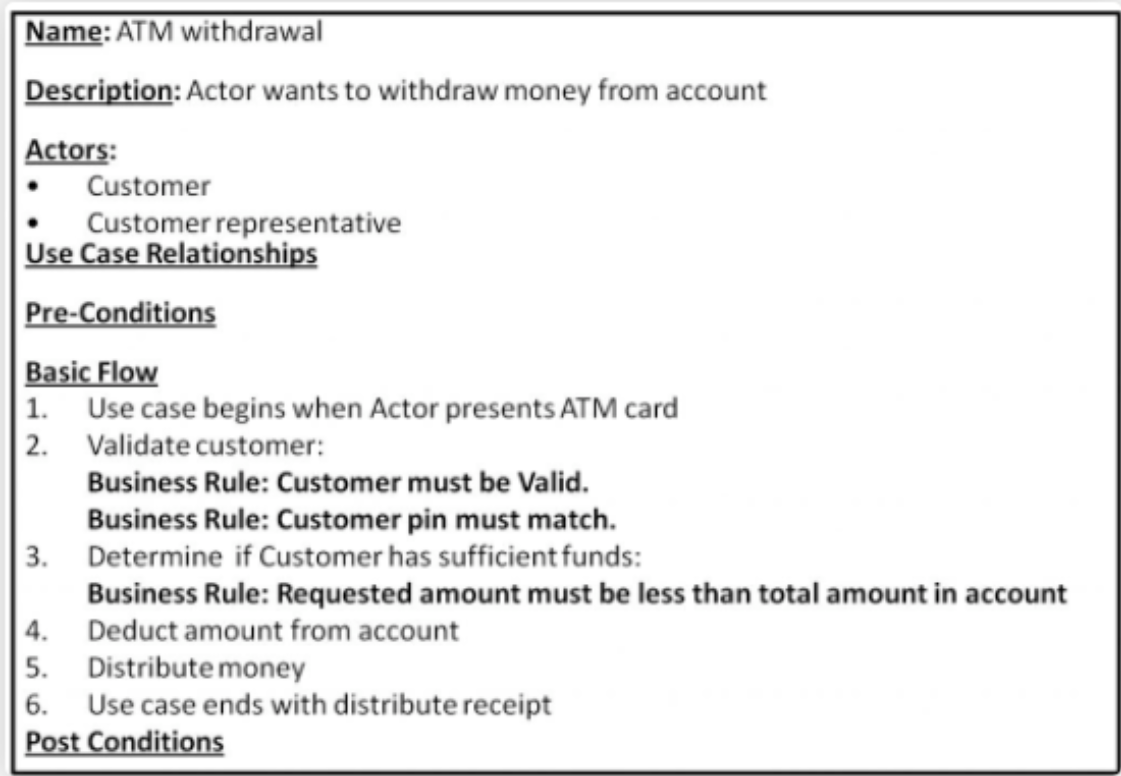 Name: ATM withdrawal
Description: Actor wants to withdraw money from account
Actors:
• Customer
• Customer representative
Use Case Relationships
Pre-Conditions
Basic Flow
1. Use case begins when Actor presents ATM card
2. Validate customer:
Business Rule: Customer must be Valid.
Business Rule: Customer pin must match.
3. Determine if Customer has sufficient funds:
Business Rule: Requested amount must be less than total amount in account
4. Deduct amount from account
5. Distribute money
6. Use case ends with distribute receipt
Post Conditions